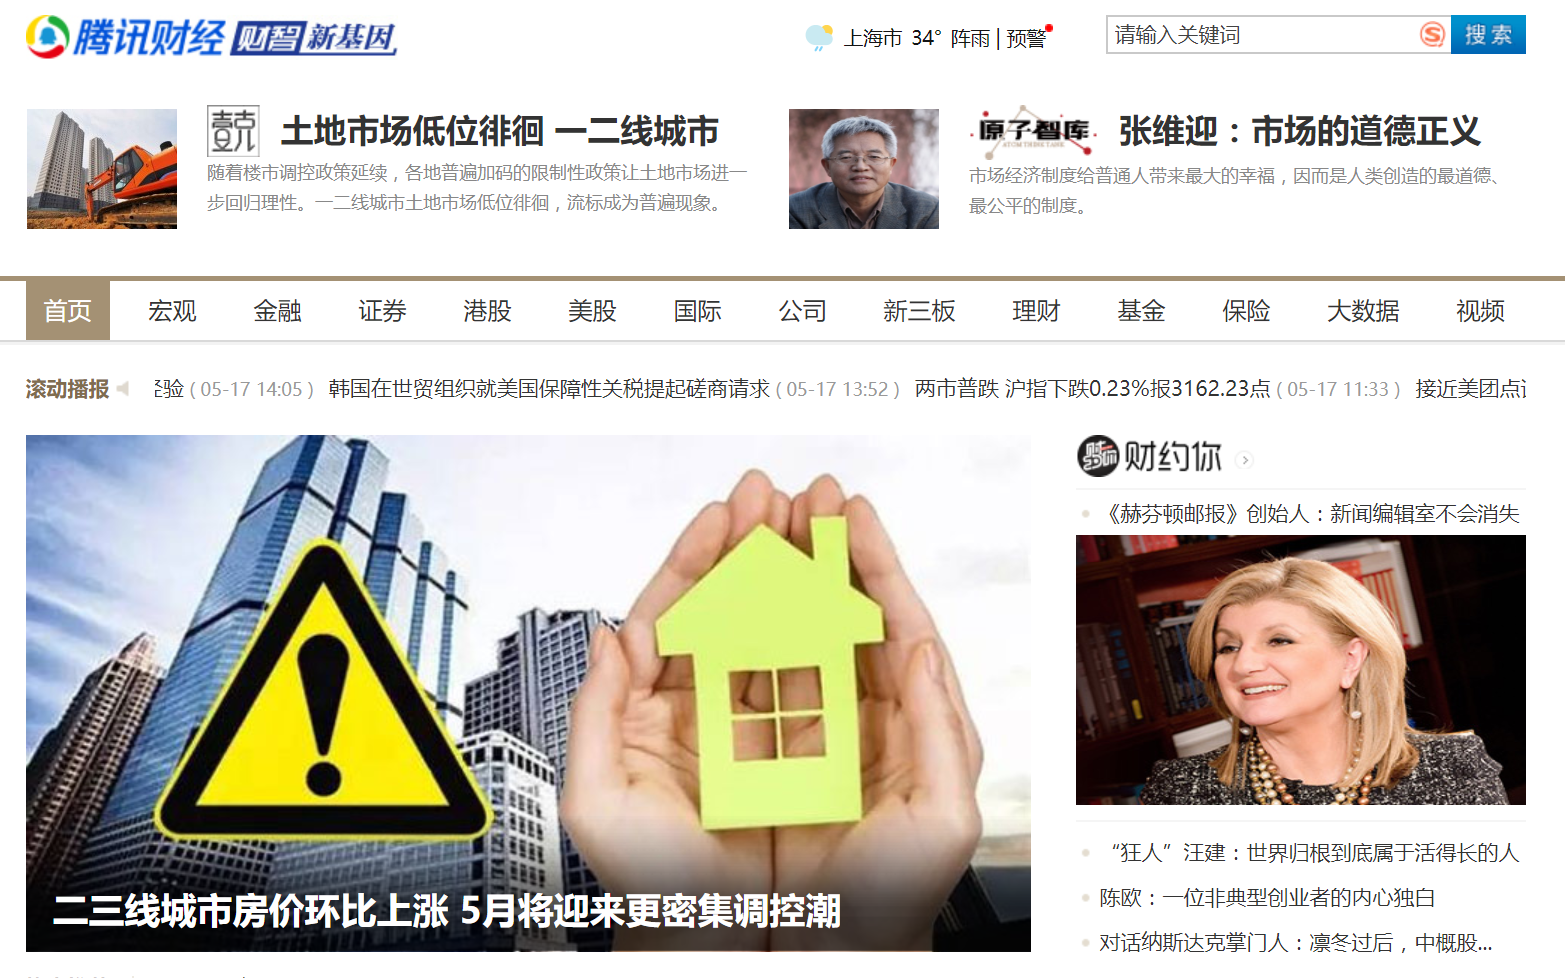 腾讯财经 财智新基因
上海市 34° 阵雨 | 预警
请输入关键词
搜索
壹克
土地市场低位徘徊 一二线城市
随着楼市调控政策延续，各地普遍加码的限制性政策让土地市场进一
步回归理性。一二线城市土地市场低位徘徊，流标成为普遍现象。
原子智库
ATOM THINK TANK
张维迎：市场的道德正义
市场经济制度给普通人带来最大的幸福，因而是人类创造的最道德、
最公平的制度。
首页 宏观 金融 证券 港股 美股 国际 公司 新三板 理财 基金 保险 大数据 视频
滚动播报 验 ( 05-17 14:05 ) 韩国在世贸组织就美国保障性关税提起磋商请求 ( 05-17 13:52 ) 两市普跌 沪指下跌0.23%报3162.23点 ( 05-17 11:33 ) 接近美团点
二三线城市房价环比上涨 5月将迎来更密集调控潮
财约你
财约你
《赫芬顿邮报》创始人：新闻编辑室不会消失
“狂人”汪建：世界归根到底属于活得长的人
陈欧：一位非典型创业者的内心独白
对话纳斯达克掌门人：凛冬过后，中概股...